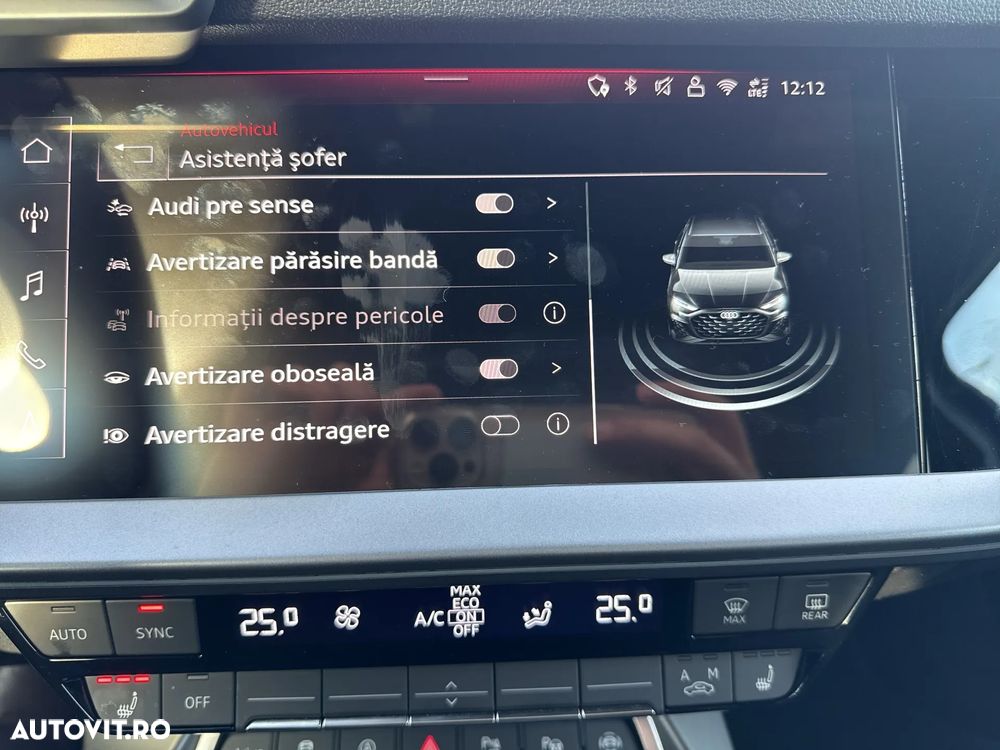 LTE 12:12
Autovehicul
Asistență șofer
Audi pre sense
Avertizare părăsire bandă
Informații despre pericole
Avertizare oboseală
Avertizare distragere
AUTO SYNC 25.0 A/C MAX ECO ON OFF 25.0 MAX REAR
OFF A M
AUTOVIT.RO